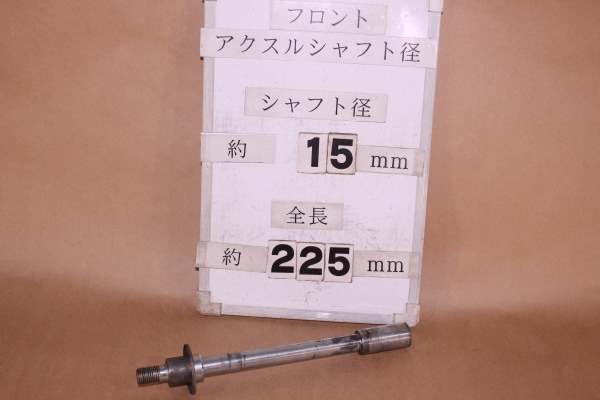 フロント
アクスルシャフト径
シャフト径
約 15 mm
全長
約 225 mm